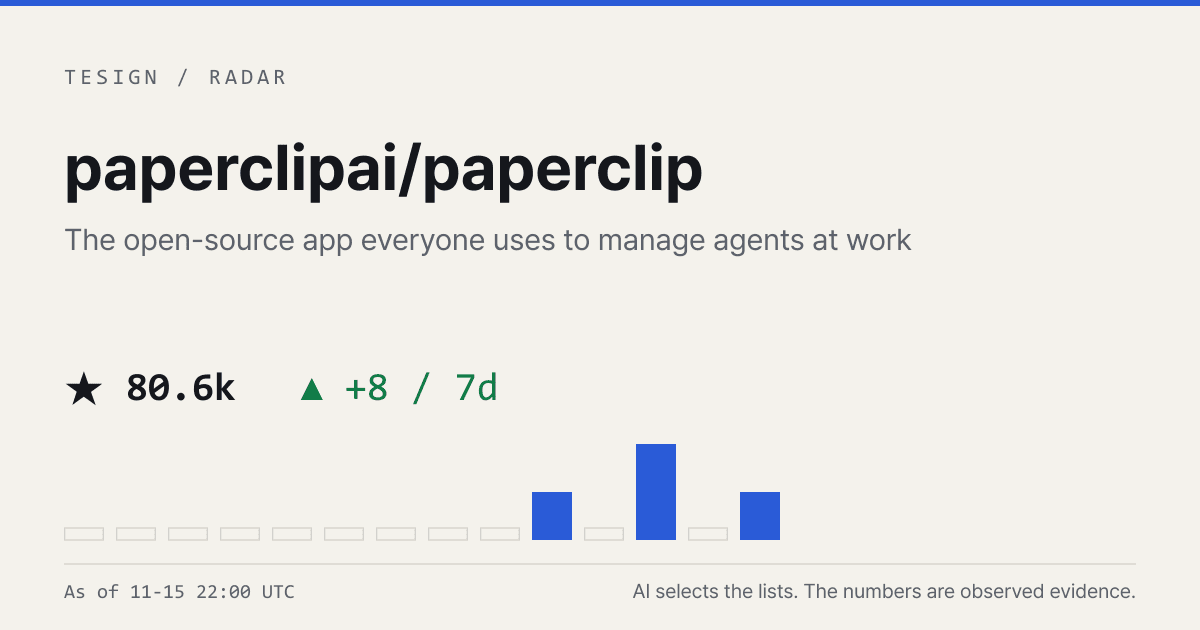 TESIGN / RADAR
paperclipai/paperclip
The open-source app everyone uses to manage agents at work
★ 80.6k ▲ +8 / 7d
As of 11-15 22:00 UTC
AI selects the lists. The numbers are observed evidence.